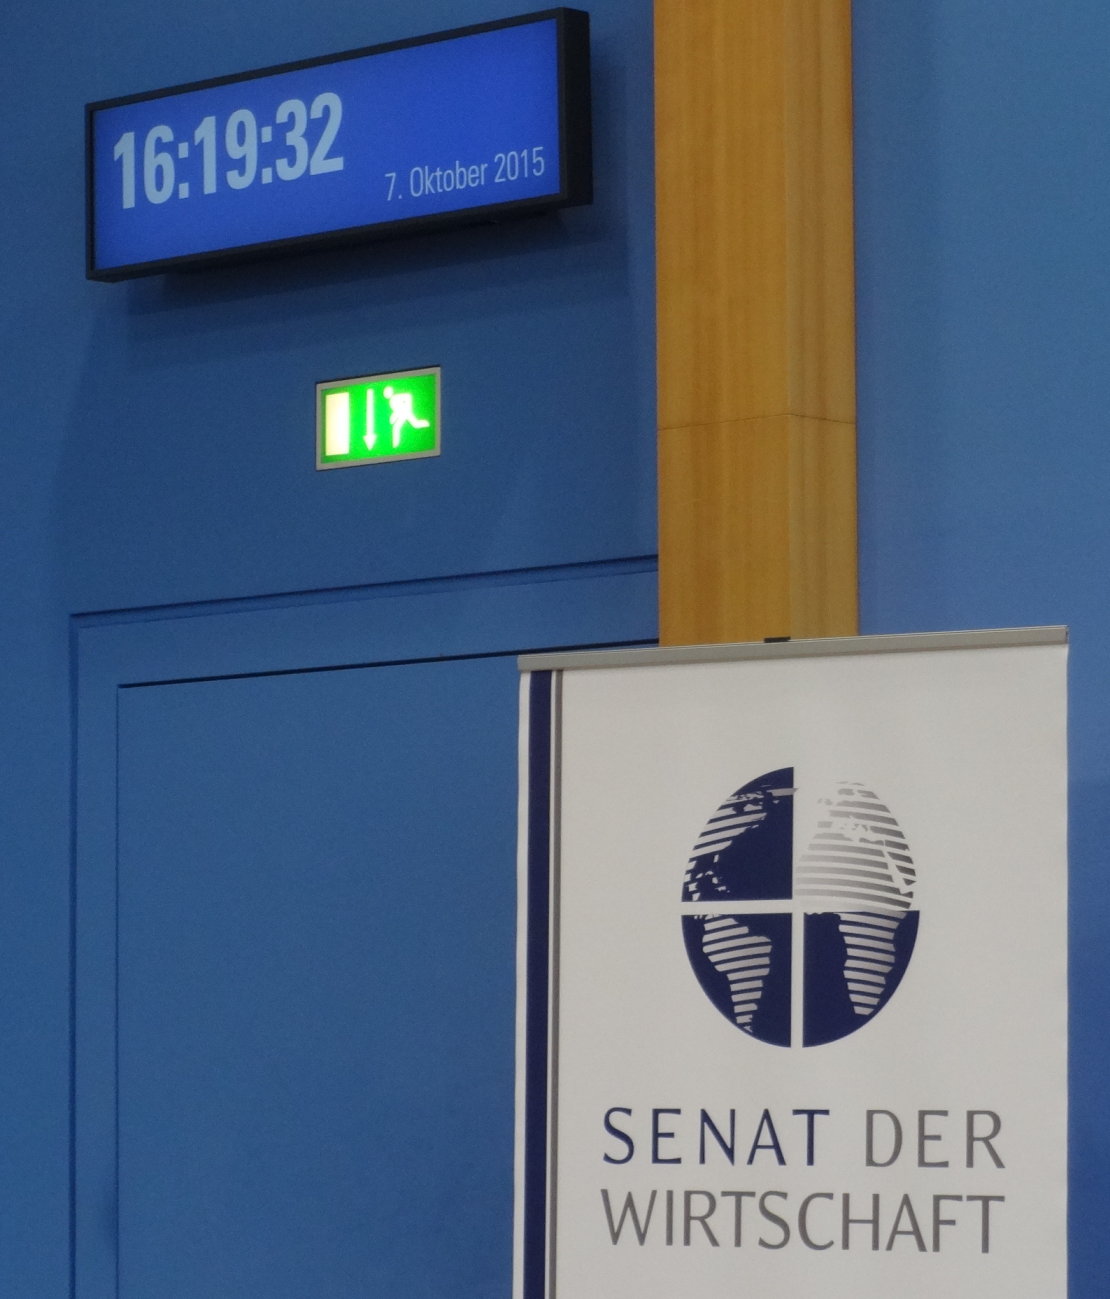 16:19:32
7. Oktober 2015
SENAT DER
WIRTSCHAFT